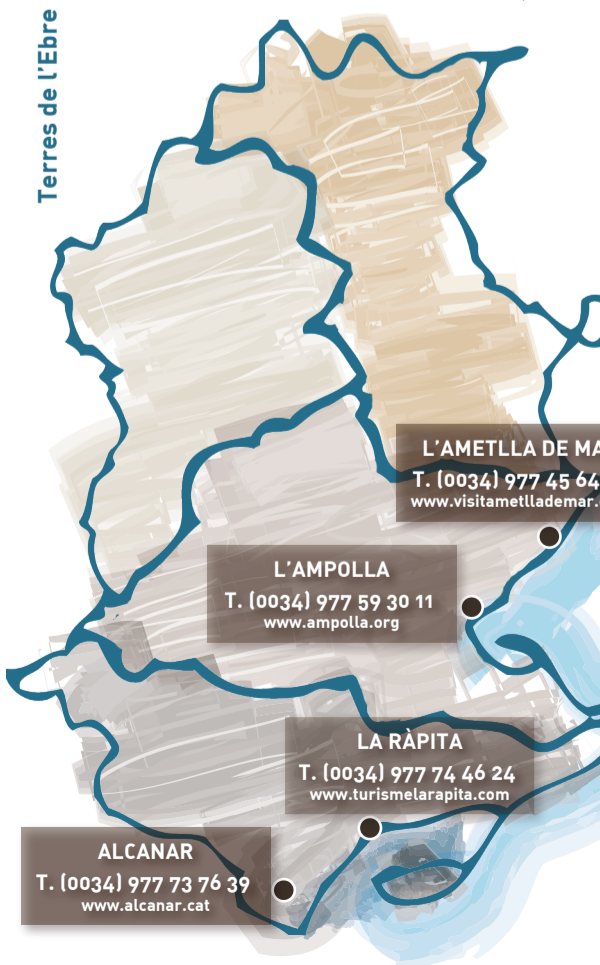 Terres de l'Ebre
L'AMETLLA DE MA
T. (0034) 977 45 64
www.visitametllademar.
L'AMPOLLA
T. (0034) 977 59 30 11
www.ampolla.org
LA RÀPITA
T. (0034) 977 74 46 24
www.turismelarapita.com
ALCANAR
T. (0034) 977 73 76 39
www.alcanar.cat